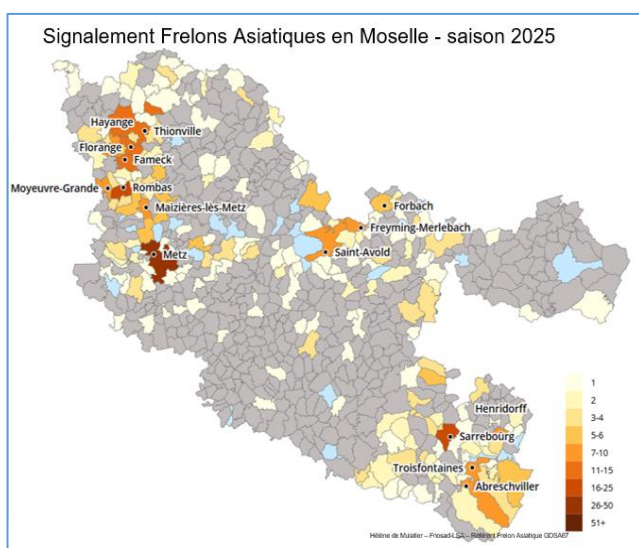 Signalement Frelons Asiatiques en Moselle - saison 2025
Hayange
Thionville
Florange
Fameck
Moyeuvre-Grande
Rombas
Maizières-lès-Metz
Forbach
Freyming-Merlebach
Metz
Saint-Avold
Henridorff
Sarrebourg
Troisfontaines
Abreschviller
1
2
3-4
5-6
7-10
11-15
16-25
26-50
51+
Hélène de Mulatier – Fnosad-LSA – Référent Frelon Asiatique GDSA67